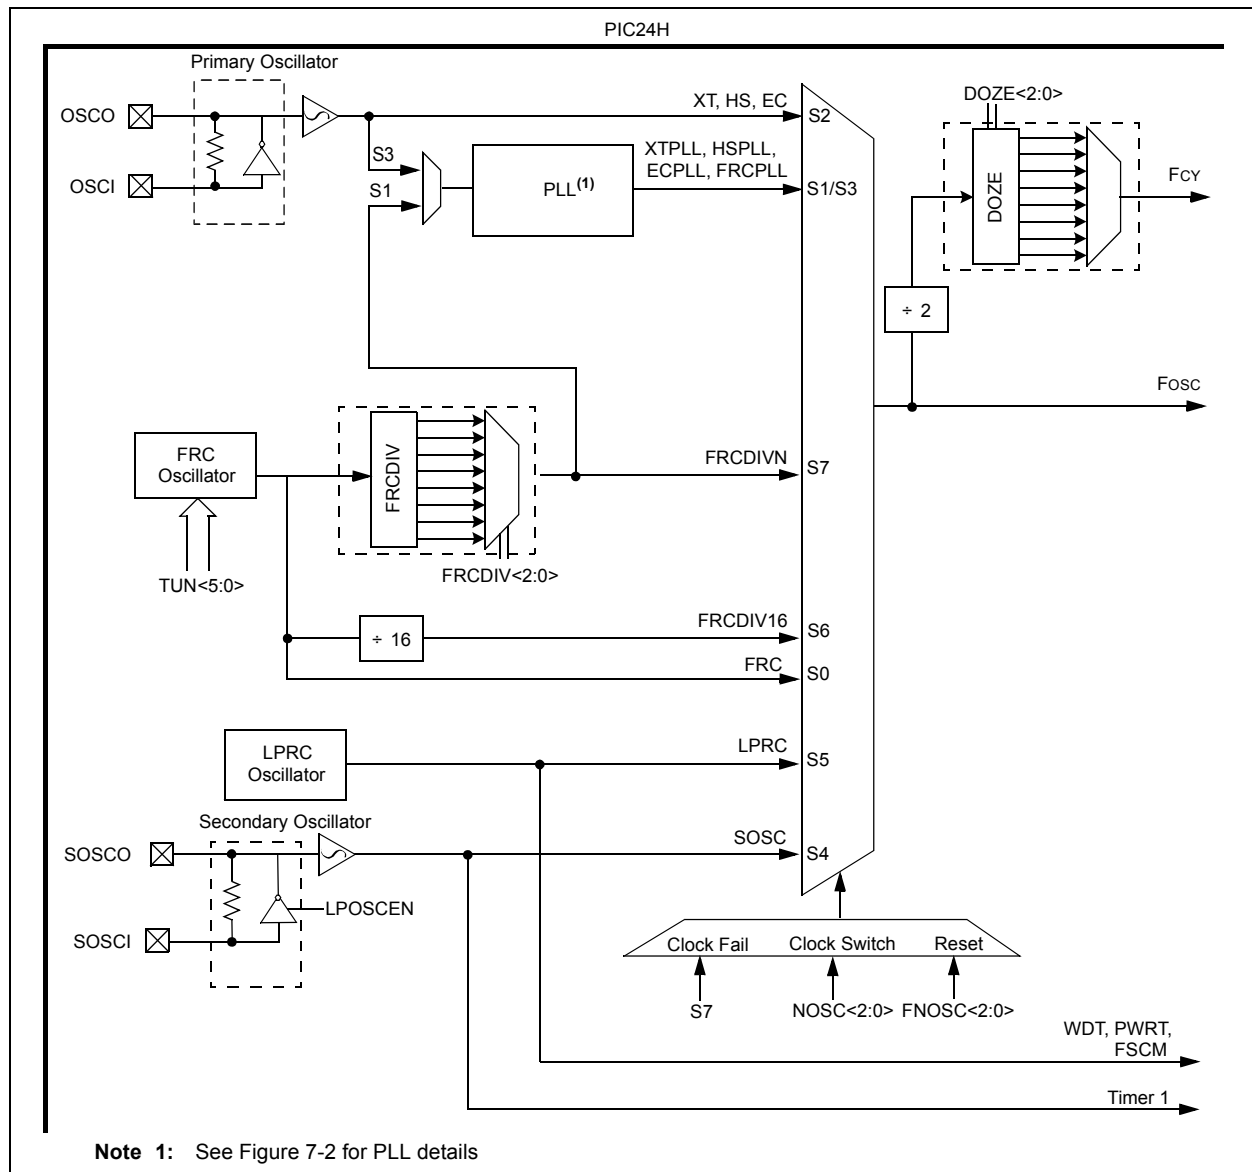 PIC24H
Primary Oscillator
DOZE<2:0>
OSCO
XT, HS, EC
S2
S3
XTPLL, HSPLL,
ECPLL, FRCPLL
PLL(1)
OSCI
S1
S1/S3
DOZE
FCY
÷ 2
FOSC
FRC
Oscillator
FRCDIV
FRCDIVN
S7
TUN<5:0>
FRCDIV<2:0>
FRCDIV16
÷ 16
S6
FRC
S0
LPRC
Oscillator
LPRC
S5
Secondary Oscillator
SOSCO
SOSC
S4
LPOSCEN
SOSCI
Clock Fail
Clock Switch
Reset
S7
NOSC<2:0>
FNOSC<2:0>
WDT, PWRT,
FSCM
Timer 1
Note 1: See Figure 7-2 for PLL details